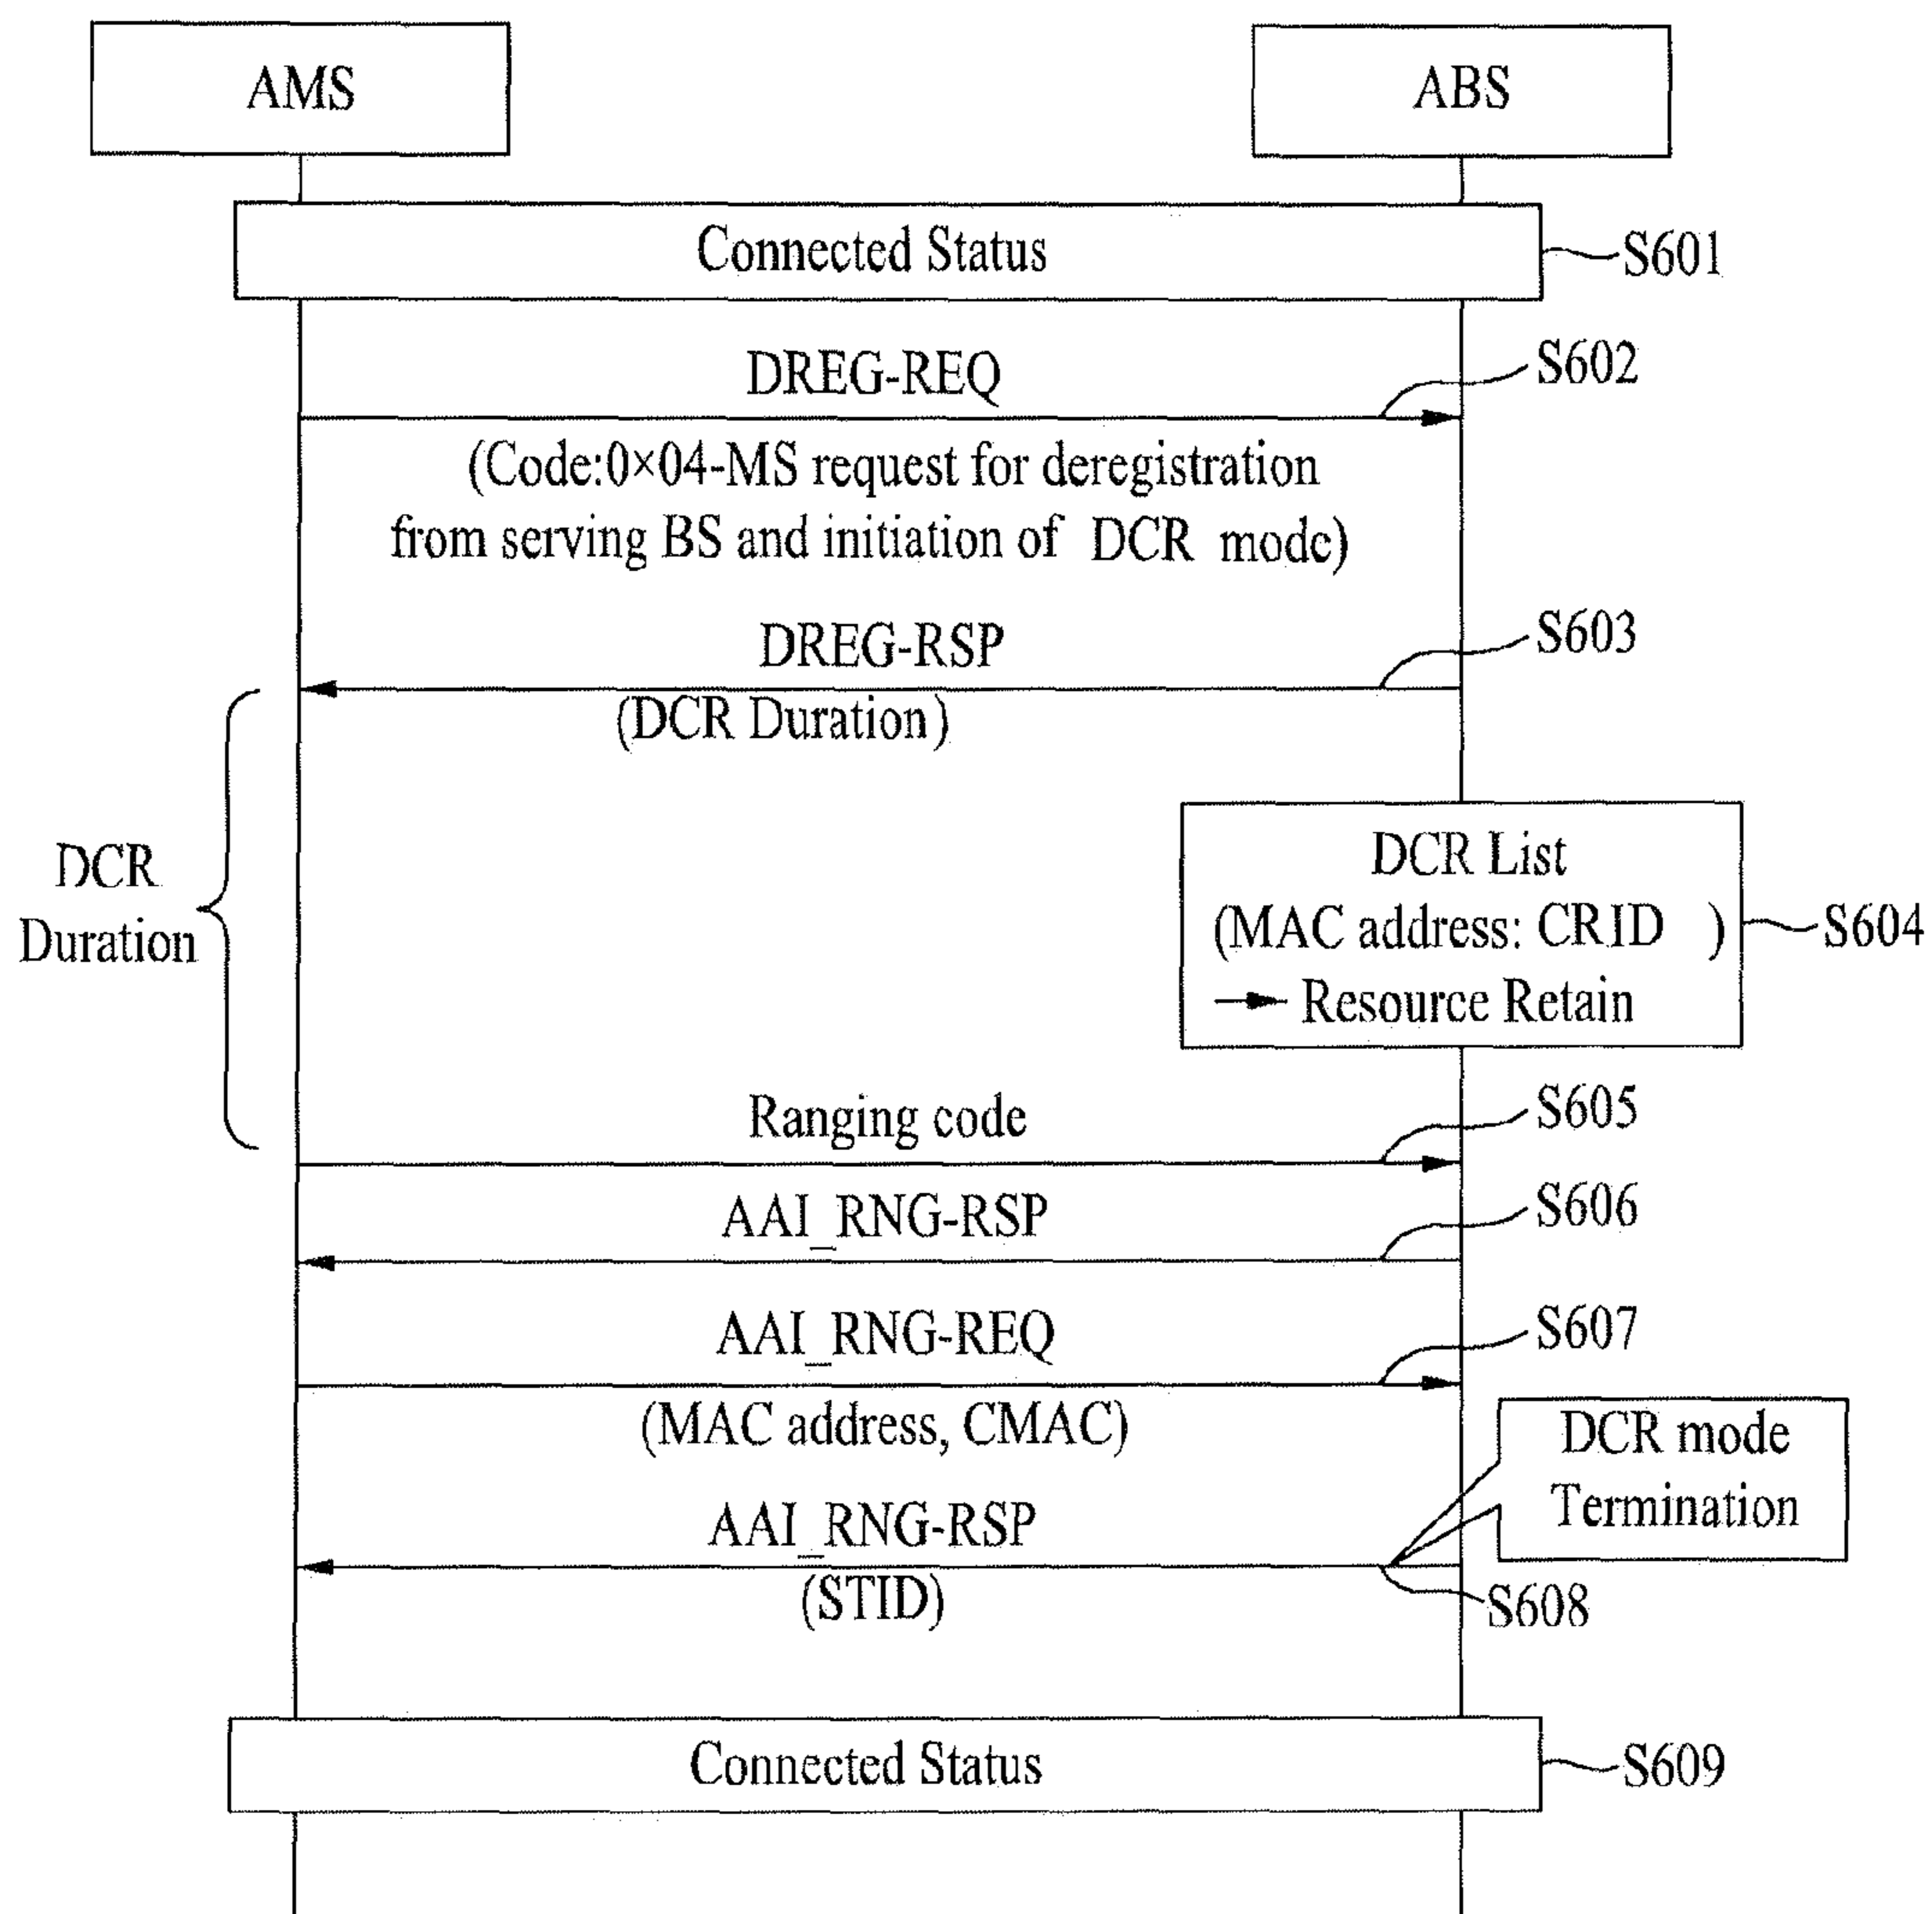 AMS
ABS
Connected Status
S601
DREG-REQ
S602
(Code:0×04-MS request for deregistration
from serving BS and initiation of DCR mode)
DREG-RSP
S603
(DCR Duration)
DCR
Duration
DCR List
(MAC address: CRID )
→ Resource Retain
S604
Ranging code
S605
AAI_RNG-RSP
S606
AAI_RNG-REQ
S607
(MAC address, CMAC)
DCR mode
Termination
AAI_RNG-RSP
(STID)
S608
Connected Status
S609